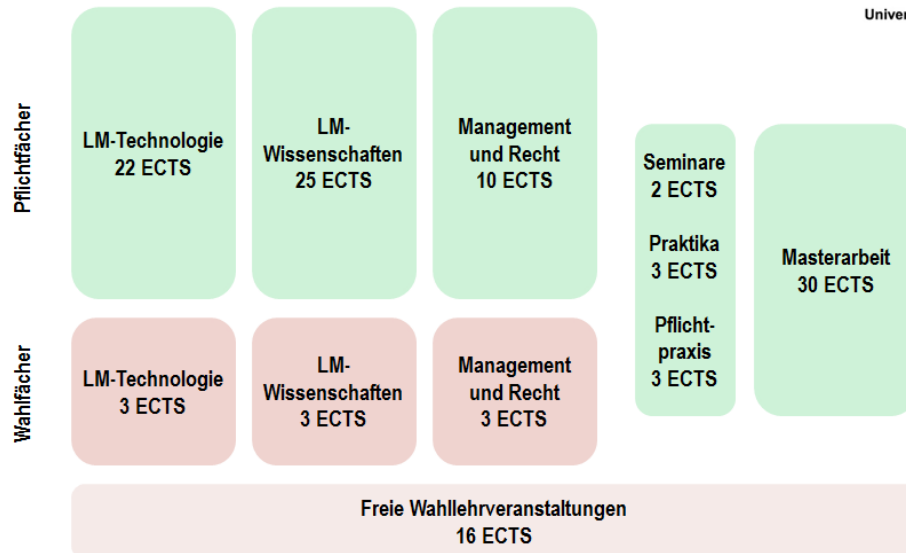 Univer
Pflichtfächer
LM-Technologie
22 ECTS
LM-
Wissenschaften
25 ECTS
Management
und Recht
10 ECTS
Seminare
2 ECTS
Praktika
3 ECTS
Pflicht-
praxis
3 ECTS
Masterarbeit
30 ECTS
Wahlfächer
LM-Technologie
3 ECTS
LM-
Wissenschaften
3 ECTS
Management
und Recht
3 ECTS
Freie Wahllehrveranstaltungen
16 ECTS